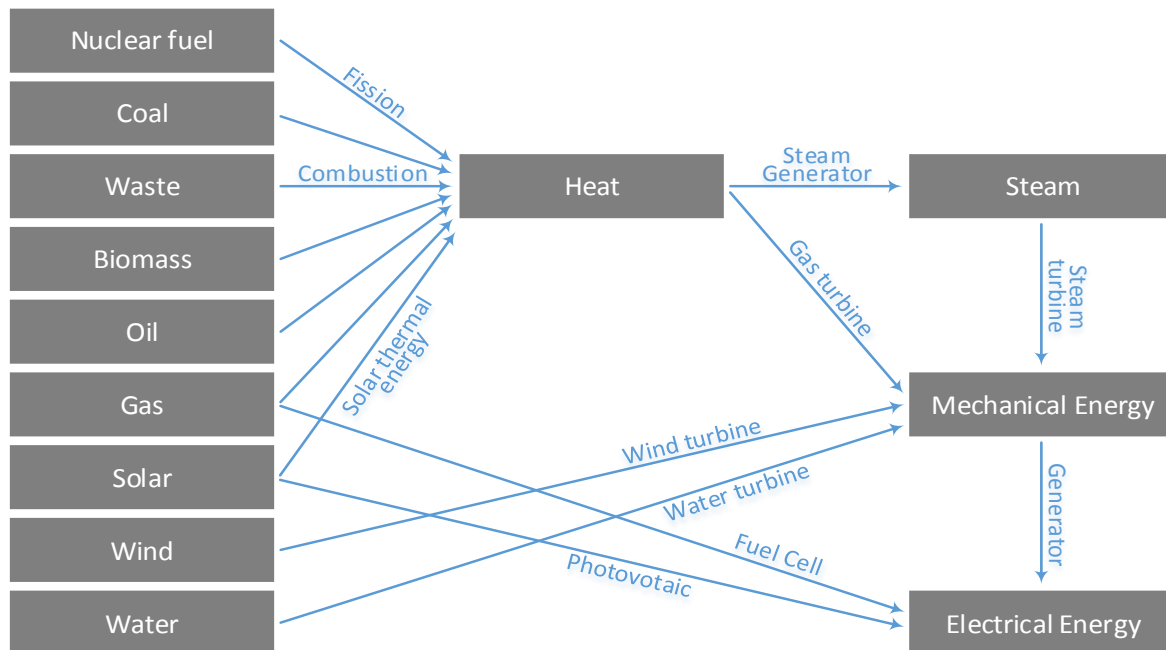 Nuclear fuel
Fission
Coal
Waste
Combustion
Heat
Steam
Generator
Steam
Biomass
Gas turbine
Steam
turbine
Oil
Solar thermal
energy
Gas
Mechanical Energy
Wind turbine
Solar
Water turbine
Generator
Wind
Fuel Cell
Photovotaic
Water
Electrical Energy